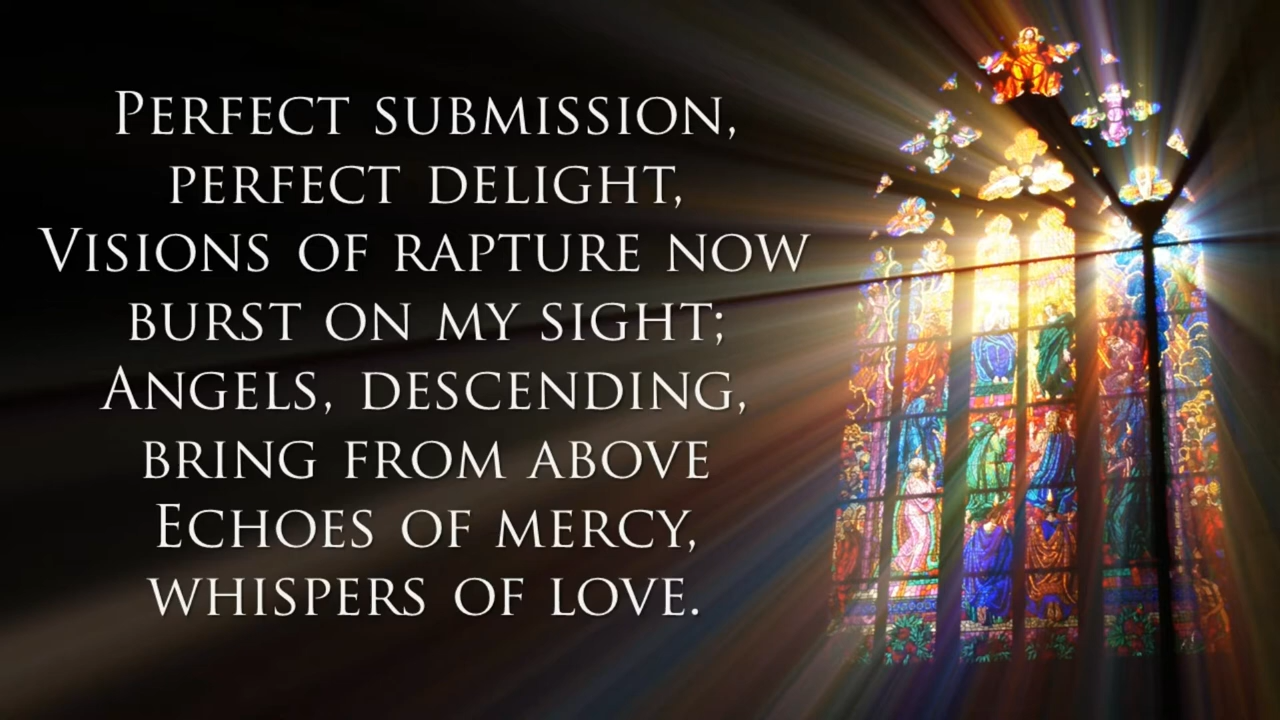 Perfect submission,
perfect delight,
Visions of rapture now
burst on my sight;
Angels, descending,
bring from above
Echoes of mercy,
whispers of love.